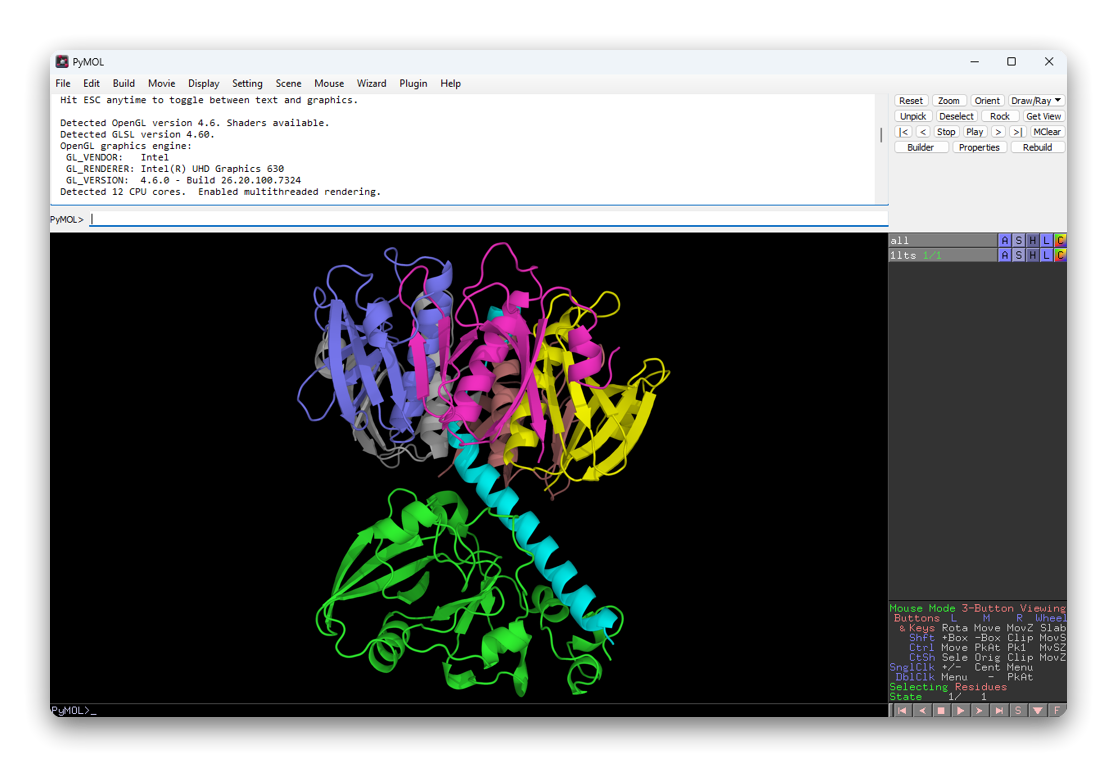 PyMOL
File Edit Build Movie Display Setting Scene Mouse Wizard Plugin Help
Hit ESC anytime to toggle between text and graphics.
Detected OpenGL version 4.6. Shaders available.
Detected GLSL version 4.60.
OpenGL graphics engine:
GL_VENDOR: Intel
GL_RENDERER: Intel(R) UHD Graphics 630
GL_VERSION: 4.6.0 - Build 26.20.100.7324
Detected 12 CPU cores. Enabled multithreaded rendering.
Reset Zoom Orient Draw/Ray
Unpick Deselect Rock Get View
|< < Stop Play > >| MClear
Builder Properties Rebuild
PyMOL>
all A S H L C
1lts 1/1 A S H L C
Mouse Mode 3-Button Viewing
Buttons L M R Wheel
& Keys Rota Move MovZ Slab
Shft +Box -Box Clip MovS
Ctrl Move PkAt Pk1 MvSZ
CtSh Sele Orig Clip MovZ
SnglClk +/- Cent Menu
DblClk Menu - PkAt
Selecting Residues
State 1/ 1
PyMOL>_
S F